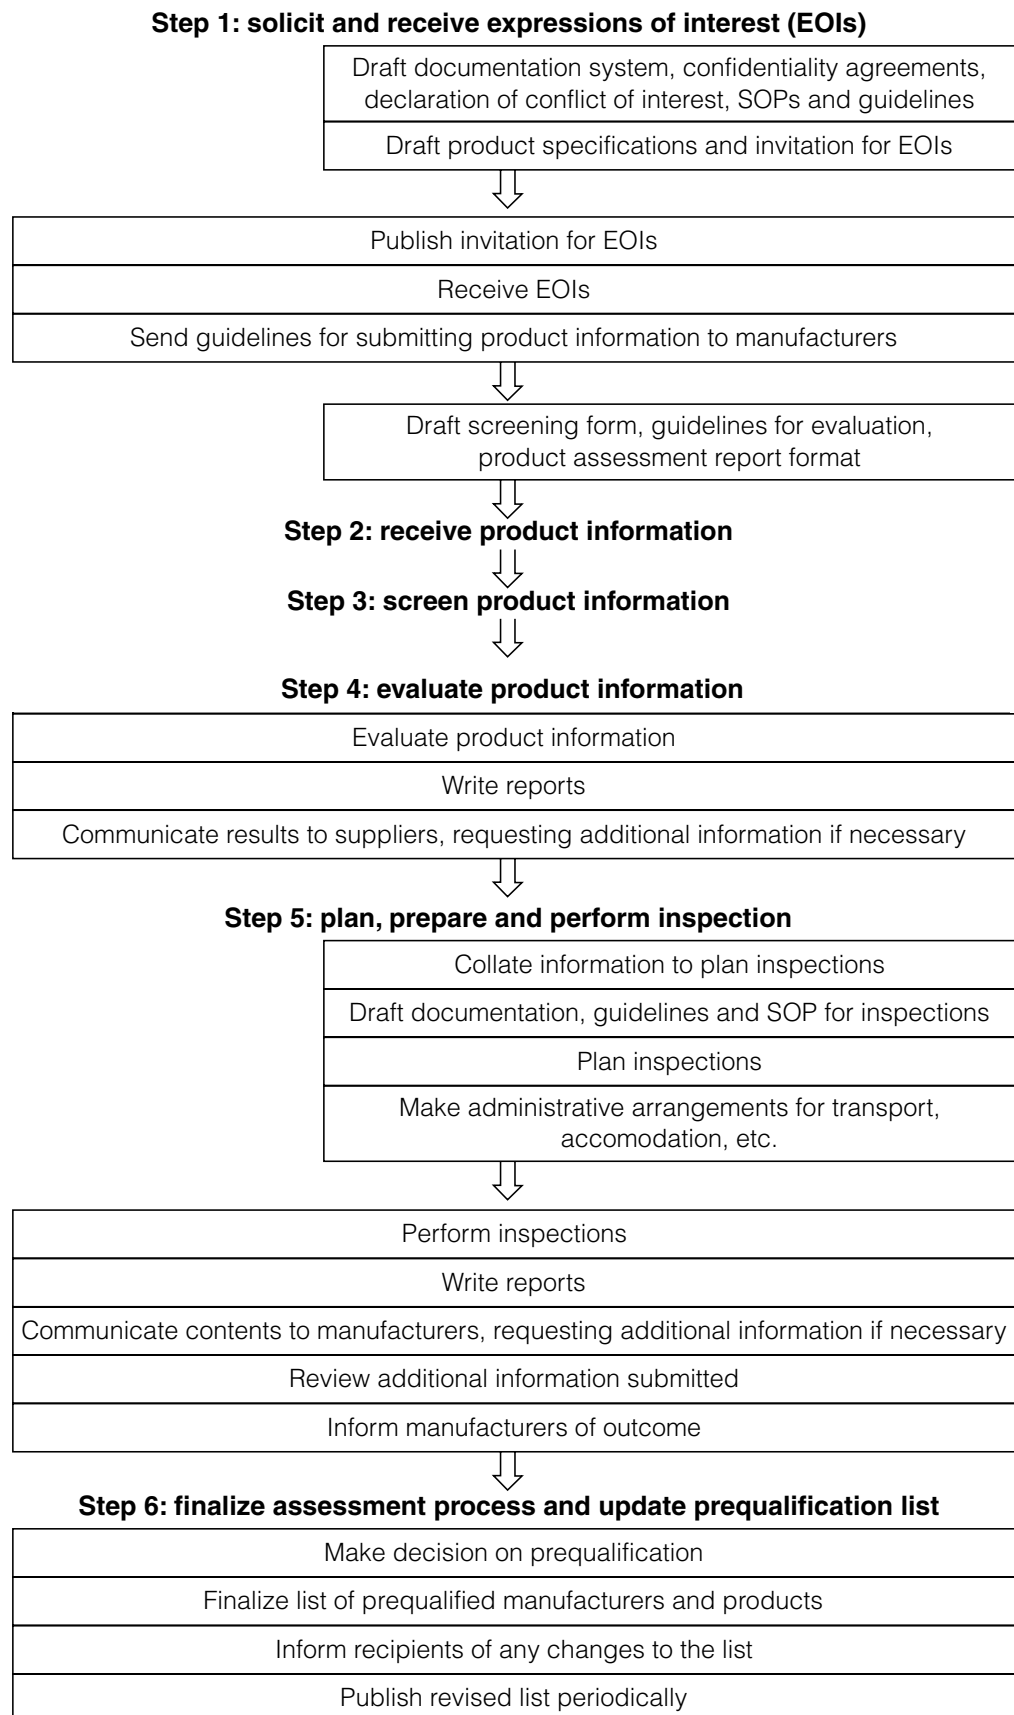 Step 1: solicit and receive expressions of interest (EOIs)
Draft documentation system, confidentiality agreements,
declaration of conflict of interest, SOPs and guidelines
Draft product specifications and invitation for EOIs
Publish invitation for EOIs
Receive EOIs
Send guidelines for submitting product information to manufacturers
Draft screening form, guidelines for evaluation,
product assessment report format
Step 2: receive product information
Step 3: screen product information
Step 4: evaluate product information
Evaluate product information
Write reports
Communicate results to suppliers, requesting additional information if necessary
Step 5: plan, prepare and perform inspection
Collate information to plan inspections
Draft documentation, guidelines and SOP for inspections
Plan inspections
Make administrative arrangements for transport,
accomodation, etc.
Perform inspections
Write reports
Communicate contents to manufacturers, requesting additional information if necessary
Review additional information submitted
Inform manufacturers of outcome
Step 6: finalize assessment process and update prequalification list
Make decision on prequalification
Finalize list of prequalified manufacturers and products
Inform recipients of any changes to the list
Publish revised list periodically